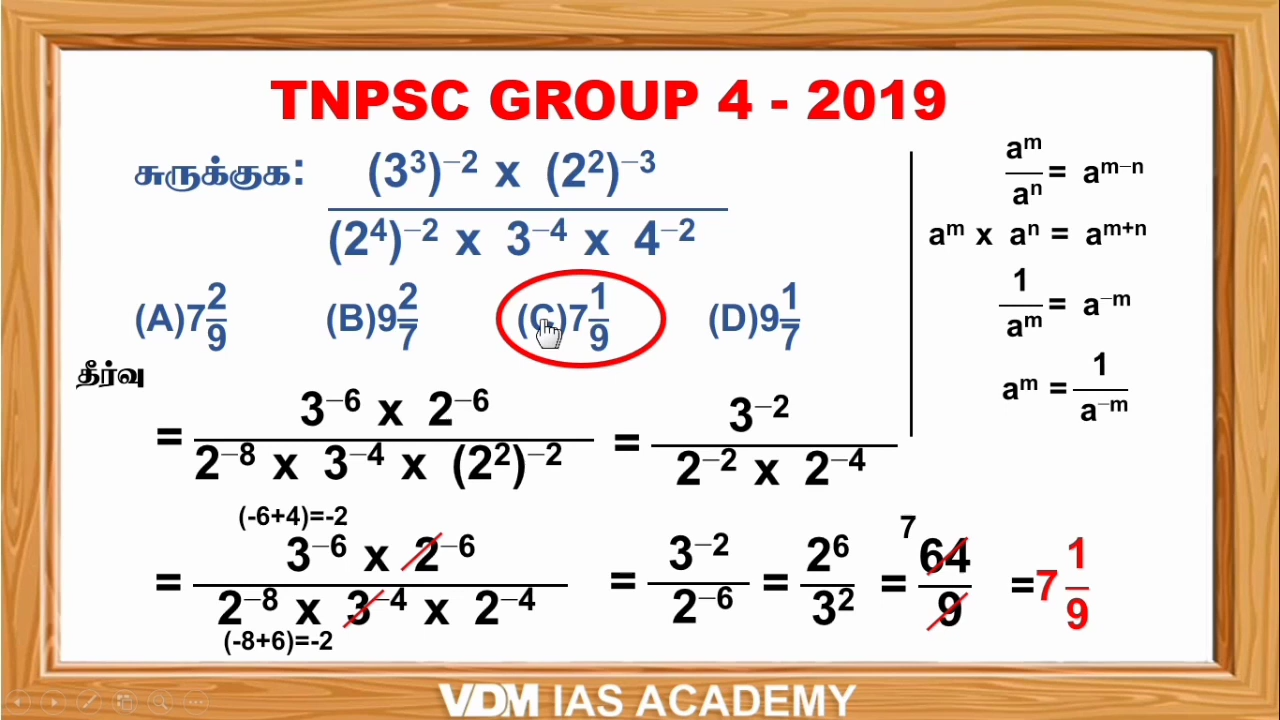 TNPSC GROUP 4 - 2019
சுருக்குக: (3³)⁻² x (2²)⁻³
(2⁴)⁻² x 3⁻⁴ x 4⁻²
(A) 7 2/9 (B) 9 2/7 (C) 7 1/9 (D) 9 1/7
aᵐ/aⁿ = aᵐ⁻ⁿ
aᵐ x aⁿ = aᵐ⁺ⁿ
1/aᵐ = a⁻ᵐ
aᵐ = 1/a⁻ᵐ
தீர்வு
= 3⁻⁶ x 2⁻⁶ / 2⁻⁸ x 3⁻⁴ x (2²)⁻² = 3⁻² / 2⁻² x 2⁻⁴
(-6+4)=-2
= 3⁻⁶ x 2⁻⁶ / 2⁻⁸ x 3⁻⁴ x 2⁻⁴ = 3⁻² / 2⁻⁶ = 2⁶ / 3² = 7 64 / 9 = 7 1/9
(-8+6)=-2
VDM IAS ACADEMY